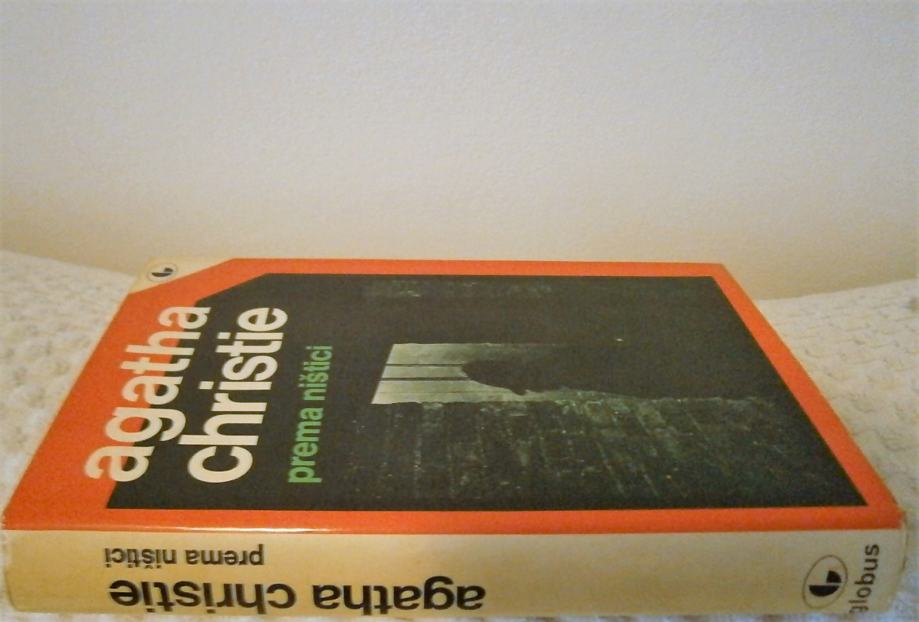 agatha
christie
prema ništici
prema ništici
agatha christie
globus